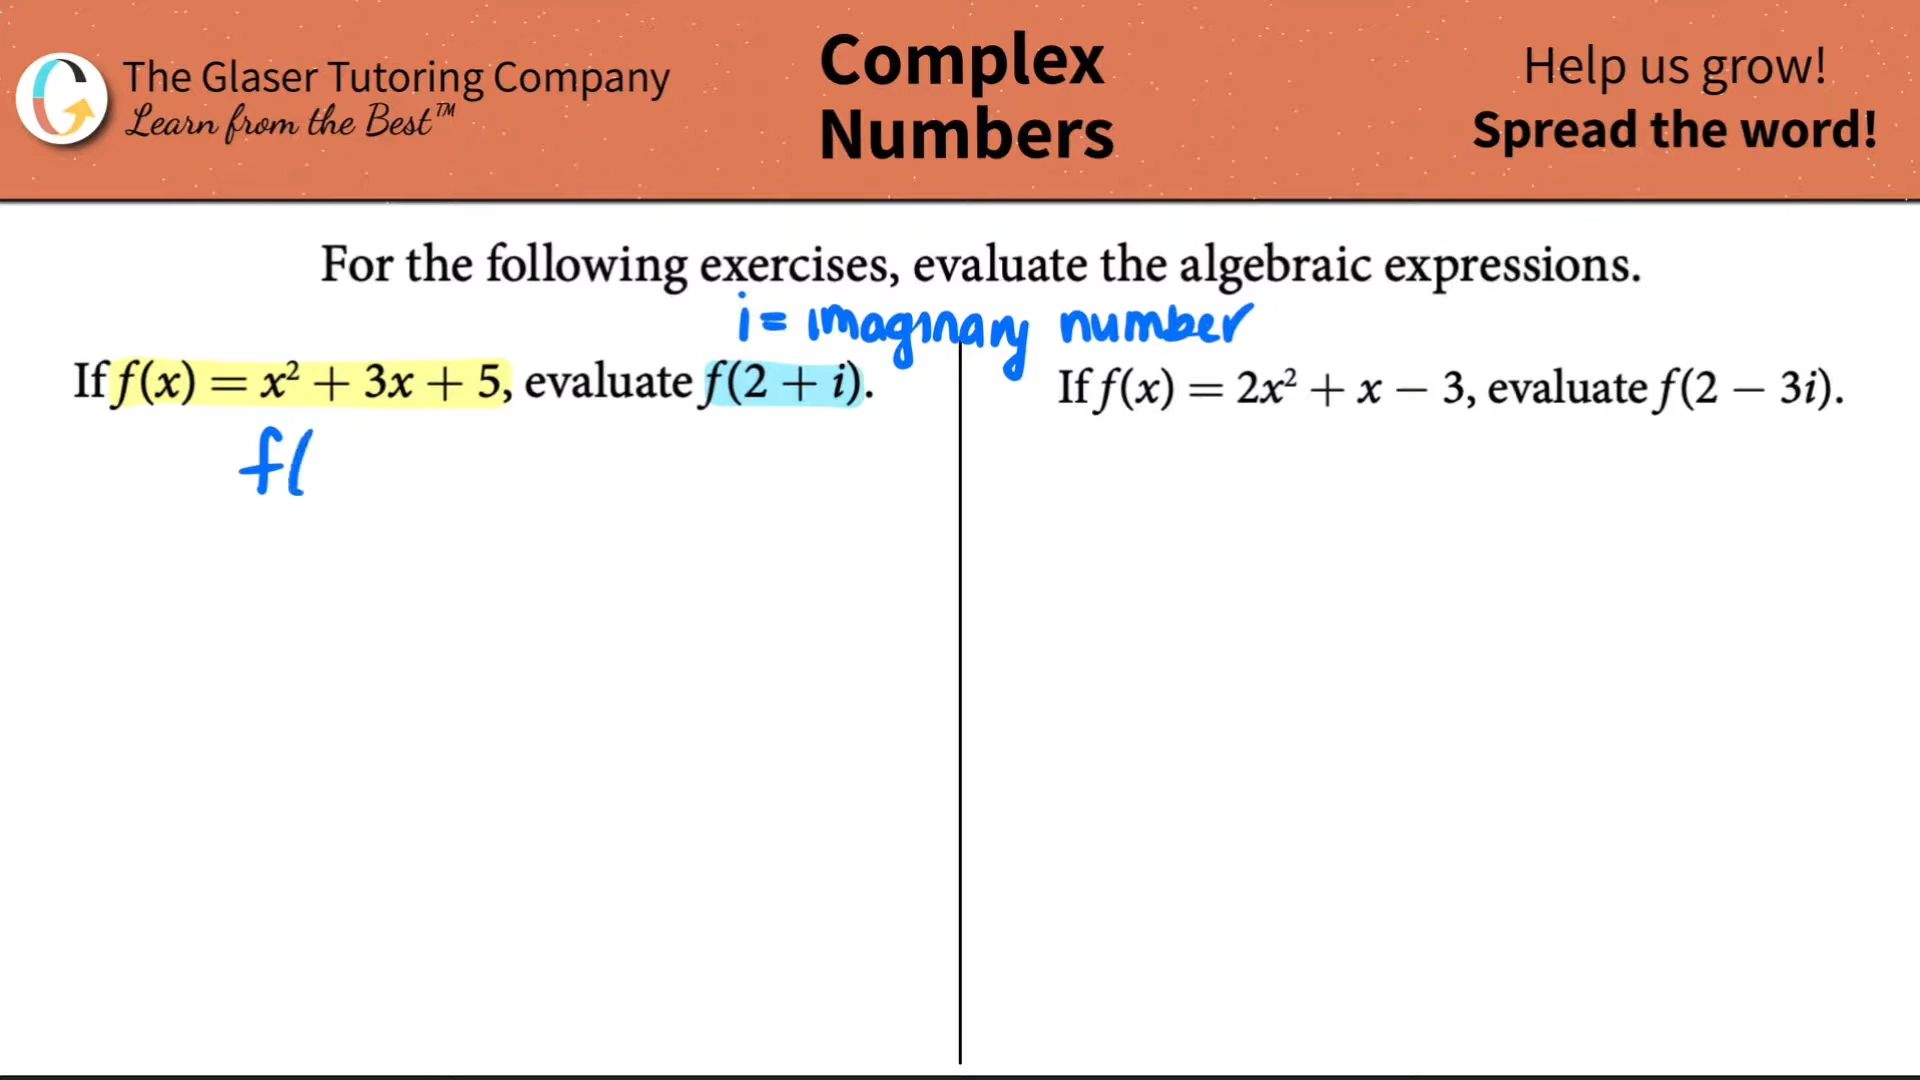 The Glaser Tutoring Company
Learn from the Best™
Complex
Numbers
Help us grow!
Spread the word!
For the following exercises, evaluate the algebraic expressions.
i = imaginary number
If f(x) = x² + 3x + 5, evaluate f(2 + i).
f(
If f(x) = 2x² + x − 3, evaluate f(2 − 3i).